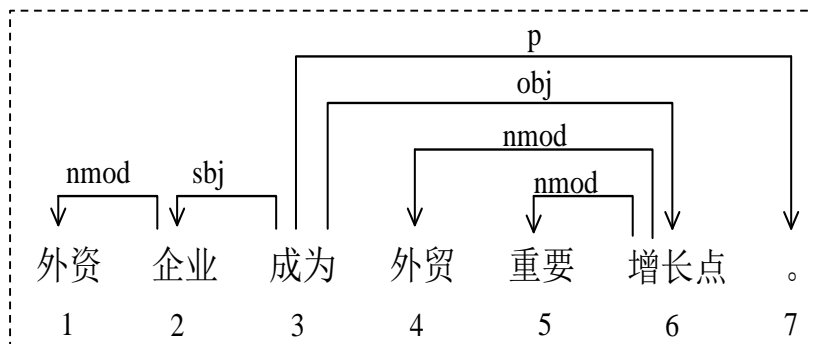 p
obj
nmod
nmod sbj nmod
外资 企业 成为 外贸 重要 增长点 。
1 2 3 4 5 6 7